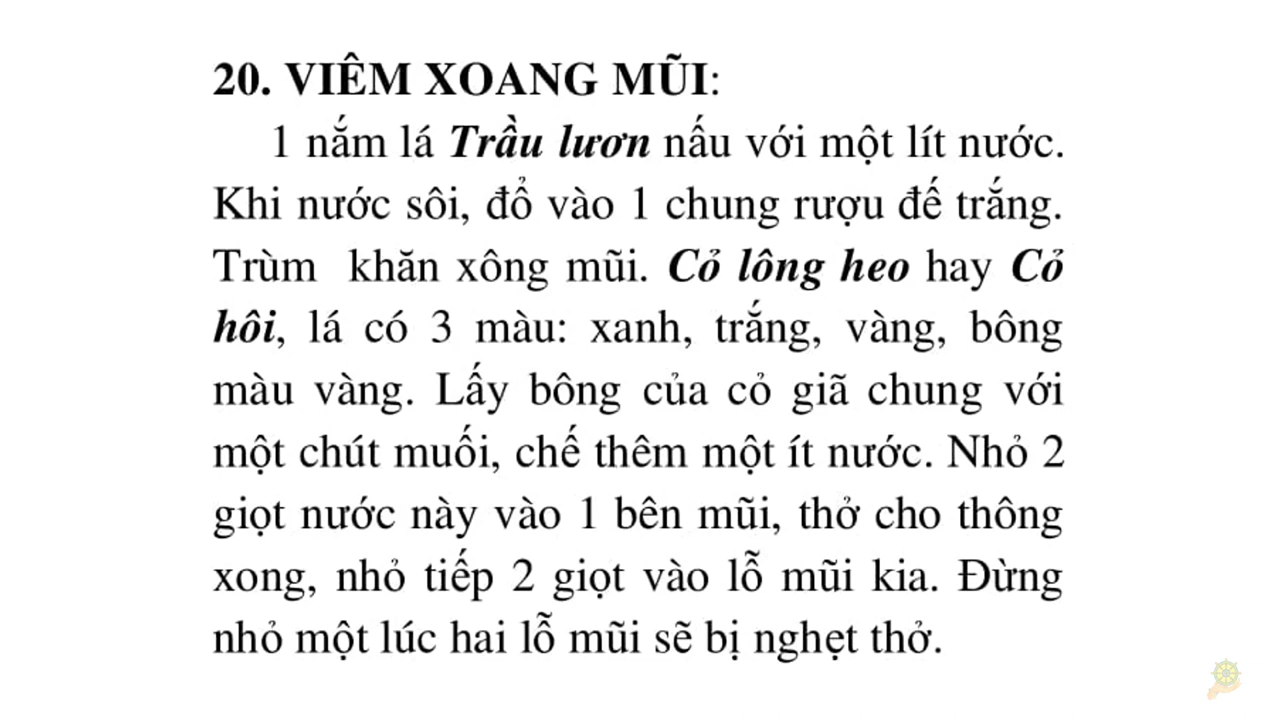 20. VIÊM XOANG MŨI:
1 nắm lá Trầu lươn nấu với một lít nước.
Khi nước sôi, đổ vào 1 chung rượu đế trắng.
Trùm khăn xông mũi. Cỏ lông heo hay Cỏ
hôi, lá có 3 màu: xanh, trắng, vàng, bông
màu vàng. Lấy bông của cỏ giã chung với
một chút muối, chế thêm một ít nước. Nhỏ 2
giọt nước này vào 1 bên mũi, thở cho thông
xong, nhỏ tiếp 2 giọt vào lỗ mũi kia. Đừng
nhỏ một lúc hai lỗ mũi sẽ bị nghẹt thở.